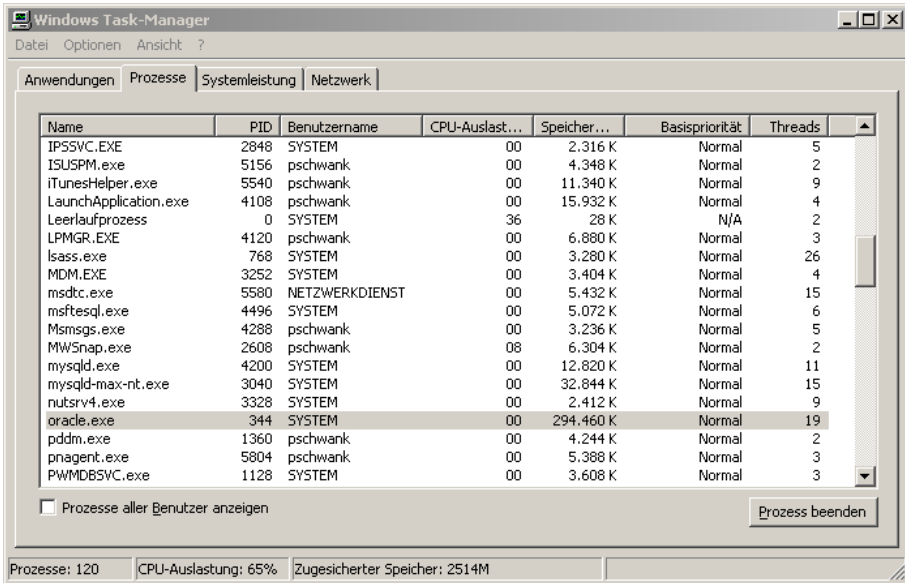 Windows Task-Manager
Datei Optionen Ansicht ?
Anwendungen Prozesse Systemleistung Netzwerk
Name PID Benutzername CPU-Auslast... Speicher... Basispriorität Threads
IPSSVC.EXE 2848 SYSTEM 00 2.316 K Normal 5
ISUSPM.exe 5156 pschwank 00 4.348 K Normal 2
iTunesHelper.exe 5540 pschwank 00 11.340 K Normal 9
LaunchApplication.exe 4108 pschwank 00 15.932 K Normal 4
Leerlaufprozess 0 SYSTEM 36 28 K N/A 2
LPMGR.EXE 4120 pschwank 00 6.880 K Normal 3
lsass.exe 768 SYSTEM 00 3.280 K Normal 26
MDM.EXE 3252 SYSTEM 00 3.404 K Normal 4
msdtc.exe 5580 NETZWERKDIENST 00 5.432 K Normal 15
msftesql.exe 4496 SYSTEM 00 5.072 K Normal 6
Msmsgs.exe 4288 pschwank 00 3.236 K Normal 5
MWSnap.exe 2608 pschwank 08 6.304 K Normal 2
mysqld.exe 4200 SYSTEM 00 12.820 K Normal 11
mysqld-max-nt.exe 3040 SYSTEM 00 32.844 K Normal 15
nutsrv4.exe 3328 SYSTEM 00 2.412 K Normal 9
oracle.exe 344 SYSTEM 00 294.460 K Normal 19
pddm.exe 1360 pschwank 00 4.244 K Normal 2
pnagent.exe 5804 pschwank 00 5.388 K Normal 3
PWMDBSVC.exe 1128 SYSTEM 00 3.608 K Normal 3
Prozesse aller Benutzer anzeigen
Prozess beenden
Prozesse: 120 CPU-Auslastung: 65% Zugesicherter Speicher: 2514M